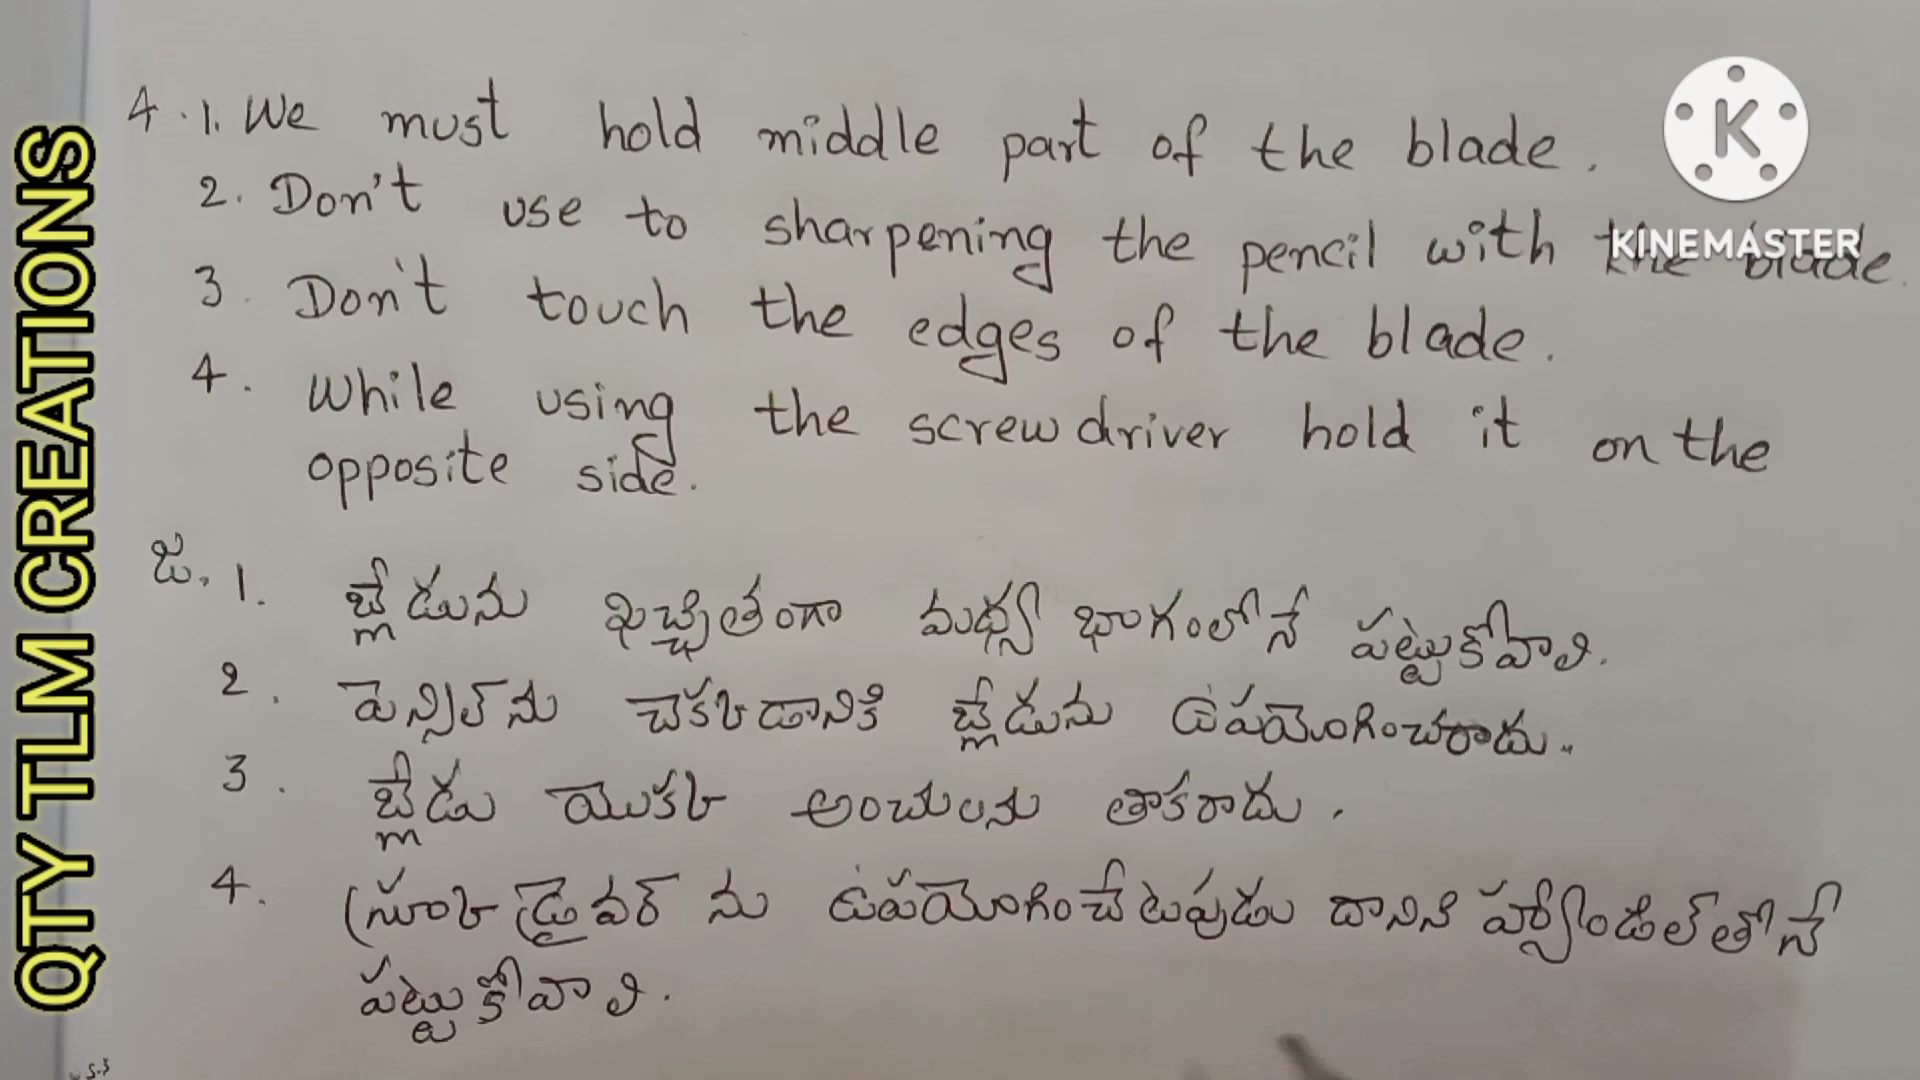 QTY TLM CREATIONS
KINEMASTER
4.1. We must hold middle part of the blade.
2. Don't use to sharpening the pencil with the blade.
3. Don't touch the edges of the blade.
4. While using the screwdriver hold it on the
opposite side.
జ. 1. బ్లేడును ఖచ్చితంగా మధ్య భాగంలోనే పట్టుకోవాలి.
2. పెన్సిల్‌ను చెక్కడానికి బ్లేడును ఉపయోగించరాదు.
3. బ్లేడు యొక్క అంచులను తాకరాదు.
4. స్క్రూ డ్రైవర్ ను ఉపయోగించేటపుడు దానిని హ్యాండిల్‌తోనే
పట్టుకోవాలి.